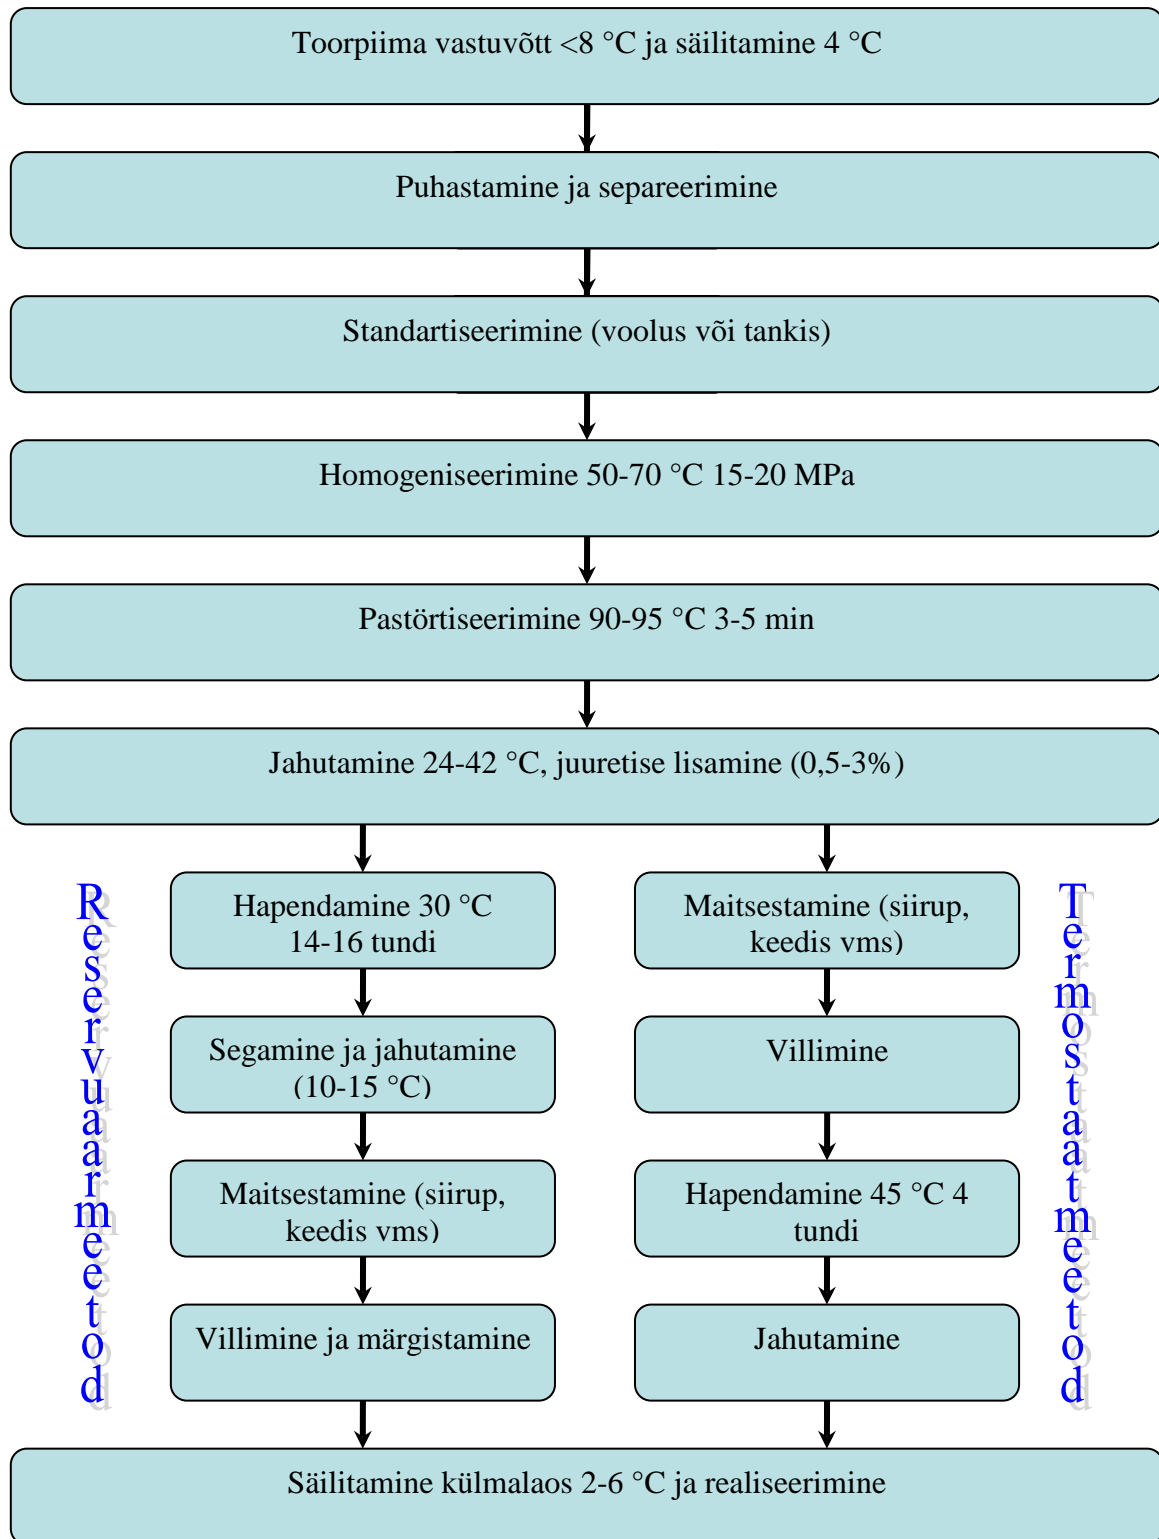 Toorpiima vastuvõtt <8 °C ja säilitamine 4 °C
Puhastamine ja separeerimine
Standartiseerimine (voolus või tankis)
Homogeniseerimine 50-70 °C 15-20 MPa
Pastörtiseerimine 90-95 °C 3-5 min
Jahutamine 24-42 °C, juuretise lisamine (0,5-3%)
Reservuaarmeetod
Hapendamine 30 °C
14-16 tundi
Segamine ja jahutamine
(10-15 °C)
Maitsestamine (siirup,
keedis vms)
Villimine ja märgistamine
Maitsestamine (siirup,
keedis vms)
Villimine
Hapendamine 45 °C 4
tundi
Jahutamine
Termostaatmeetod
Säilitamine külmalaos 2-6 °C ja realiseerimine